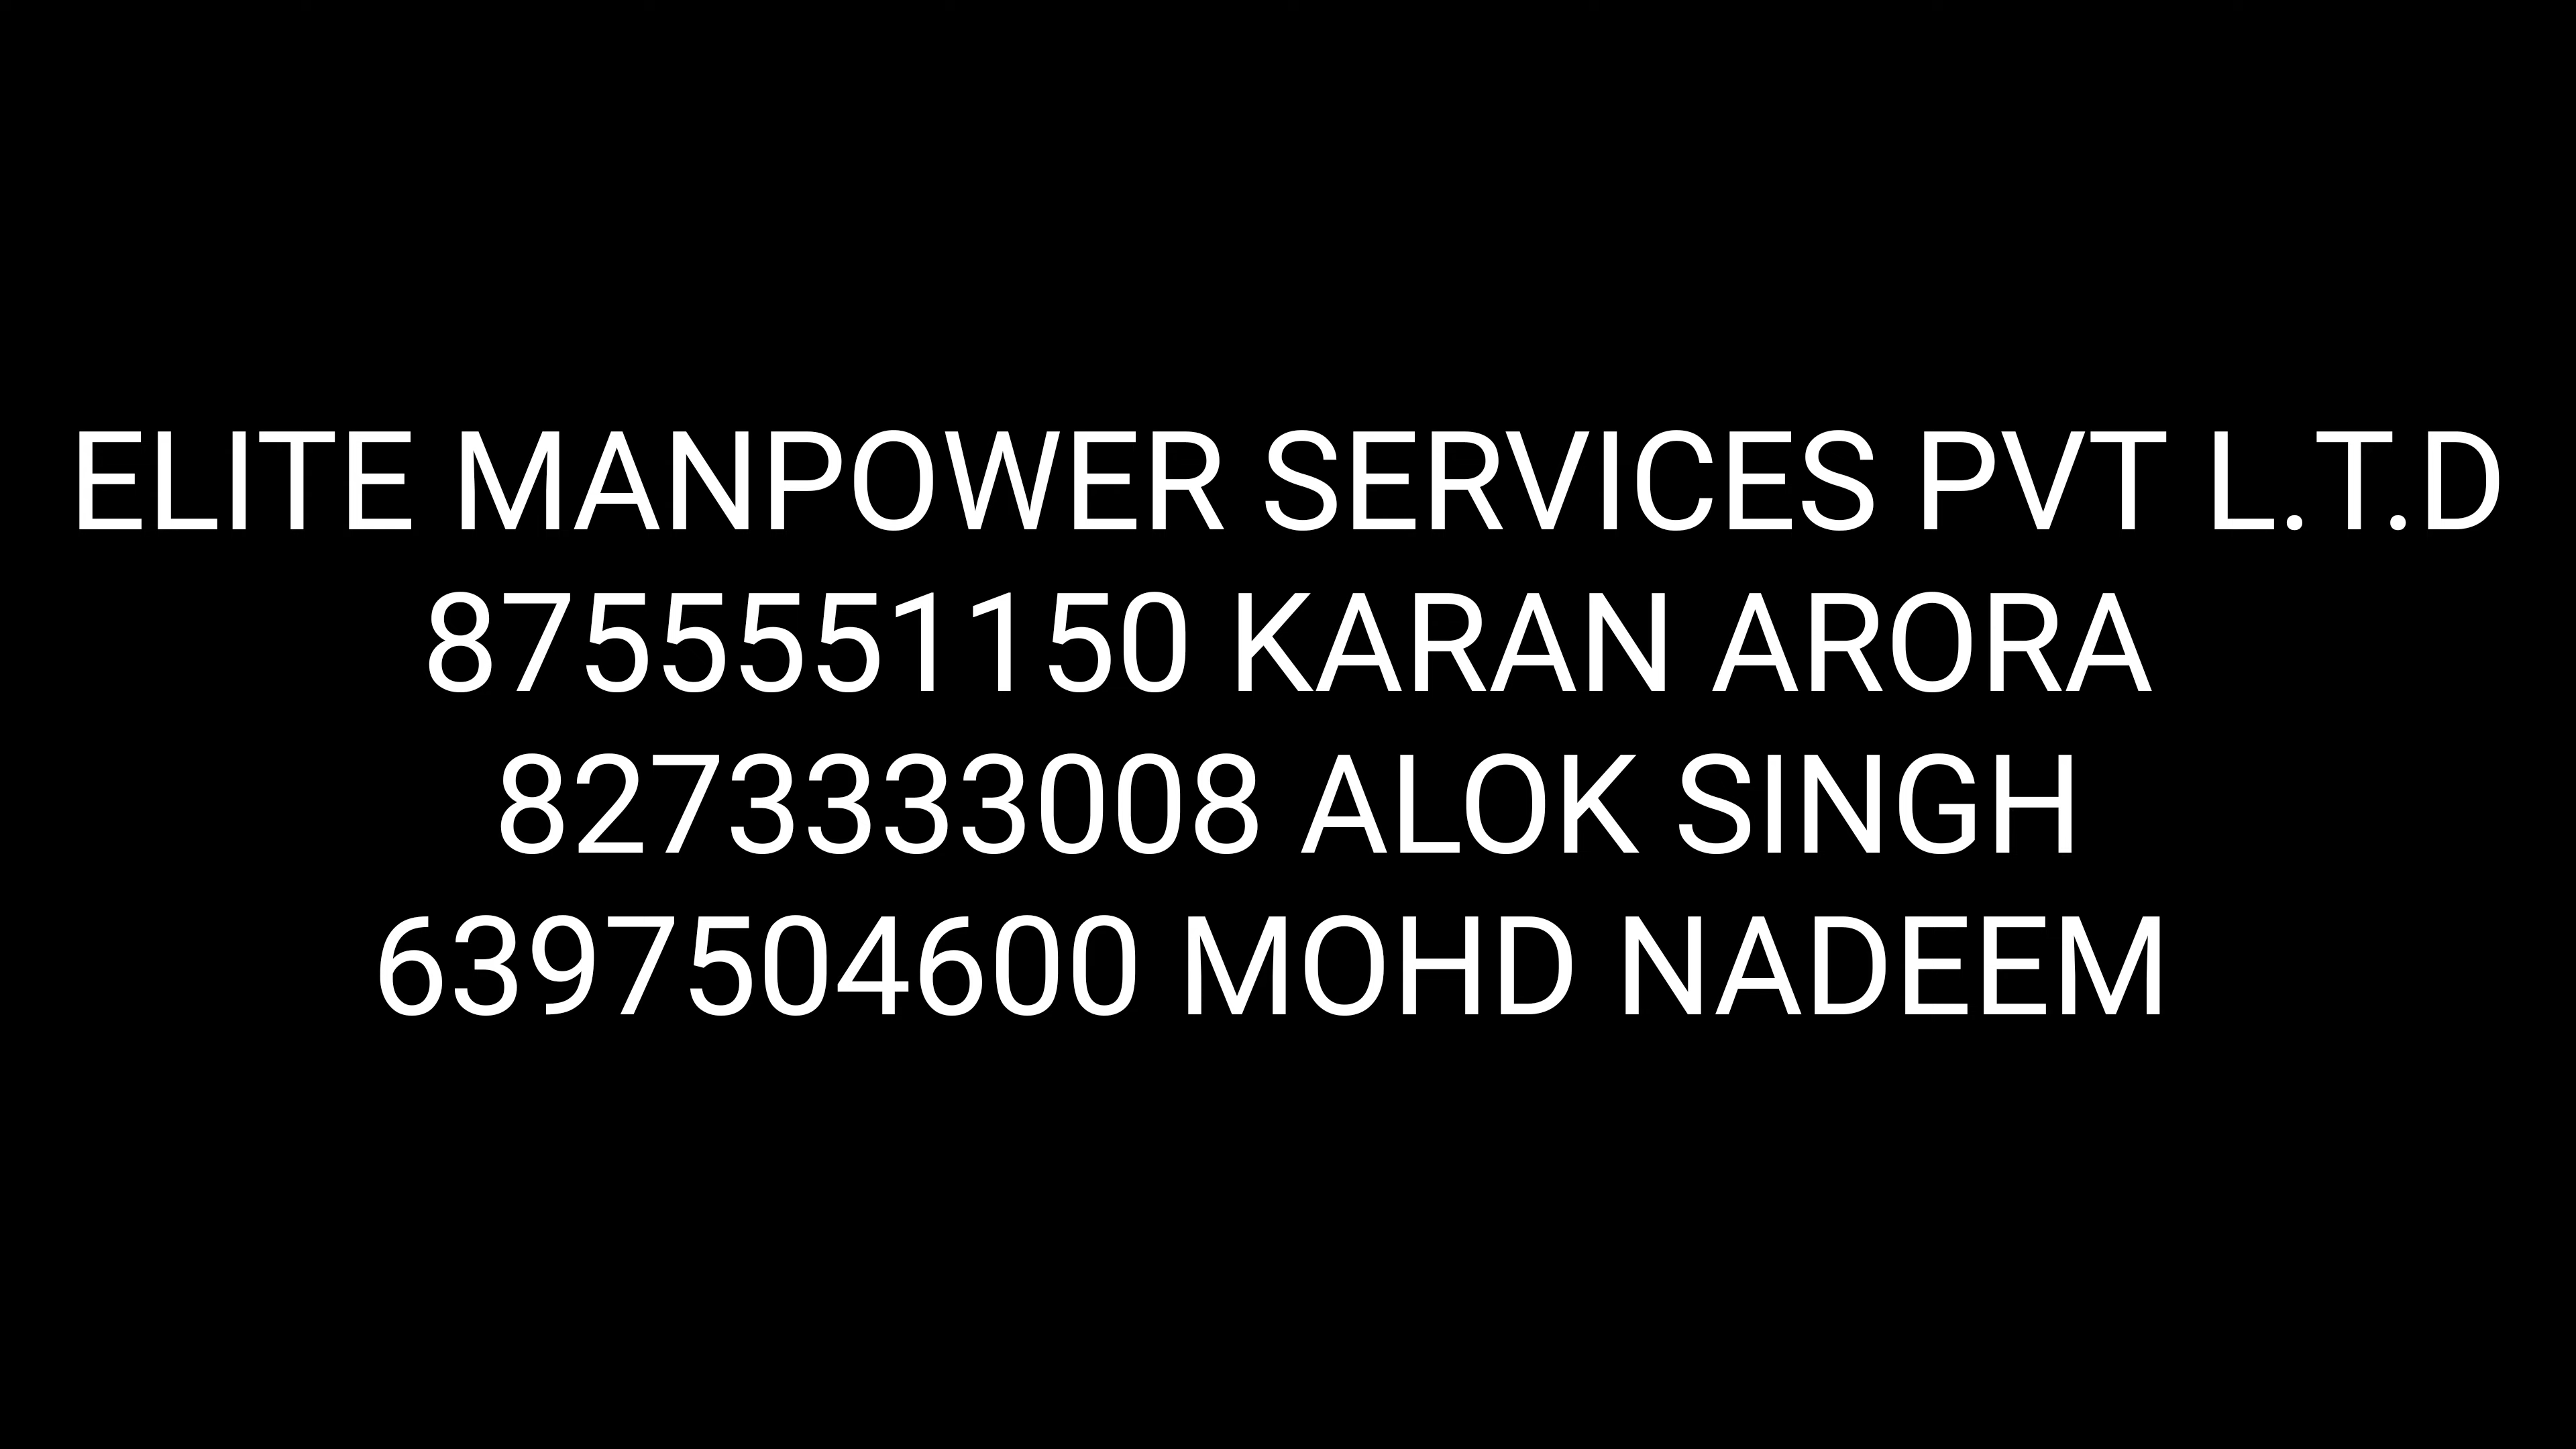 ELITE MANPOWER SERVICES PVT L.T.D
8755551150 KARAN ARORA
8273333008 ALOK SINGH
6397504600 MOHD NADEEM